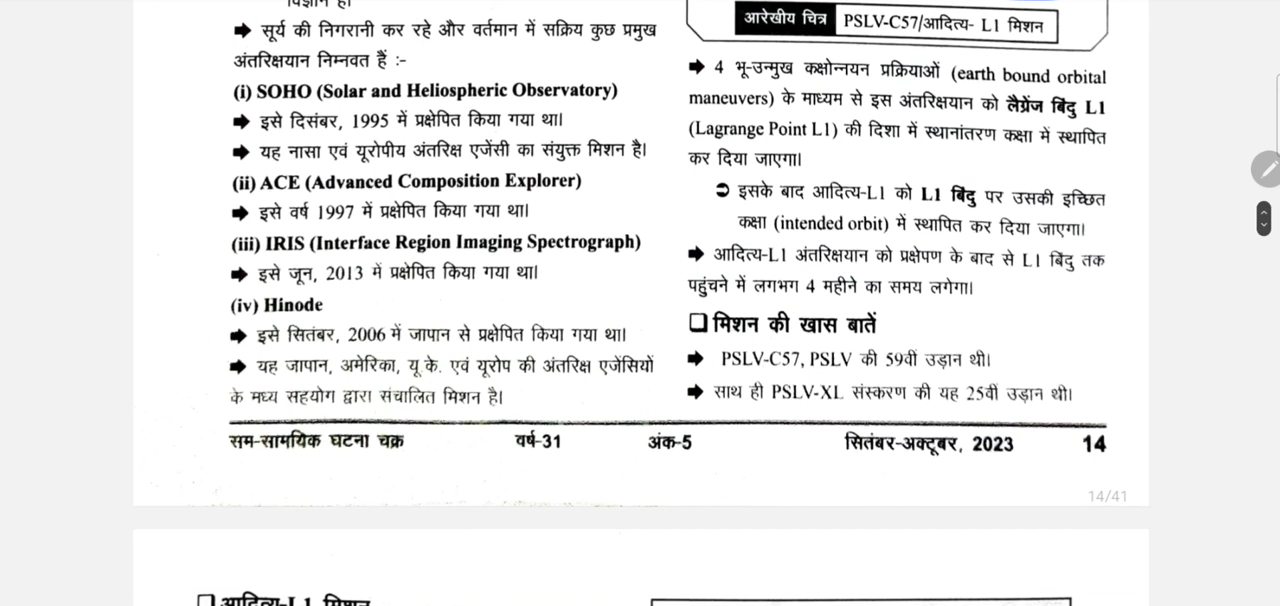 सूर्य की निगरानी कर रहे और वर्तमान में सक्रिय कुछ प्रमुख
अंतरिक्षयान निम्नवत हैं :-
(i) SOHO (Solar and Heliospheric Observatory)
इसे दिसंबर, 1995 में प्रक्षेपित किया गया था।
यह नासा एवं यूरोपीय अंतरिक्ष एजेंसी का संयुक्त मिशन है।
(ii) ACE (Advanced Composition Explorer)
इसे वर्ष 1997 में प्रक्षेपित किया गया था।
(iii) IRIS (Interface Region Imaging Spectrograph)
इसे जून, 2013 में प्रक्षेपित किया गया था।
(iv) Hinode
इसे सितंबर, 2006 में जापान से प्रक्षेपित किया गया था।
यह जापान, अमेरिका, यू.के. एवं यूरोप की अंतरिक्ष एजेंसियों
के मध्य सहयोग द्वारा संचालित मिशन है।
आरेखीय चित्र PSLV-C57/आदित्य- L1 मिशन
4 भू-उन्मुख कक्षोन्नयन प्रक्रियाओं (earth bound orbital
maneuvers) के माध्यम से इस अंतरिक्षयान को लैग्रेंज बिंदु L1
(Lagrange Point L1) की दिशा में स्थानांतरण कक्षा में स्थापित
कर दिया जाएगा।
इसके बाद आदित्य-L1 को L1 बिंदु पर उसकी इच्छित
कक्षा (intended orbit) में स्थापित कर दिया जाएगा।
आदित्य-L1 अंतरिक्षयान को प्रक्षेपण के बाद से L1 बिंदु तक
पहुंचने में लगभग 4 महीने का समय लगेगा।
मिशन की खास बातें
PSLV-C57, PSLV की 59वीं उड़ान थी।
साथ ही PSLV-XL संस्करण की यह 25वीं उड़ान थी।
सम-सामयिक घटना चक्र वर्ष-31 अंक-5 सितंबर-अक्टूबर, 2023 14
14/41
आदित्य-L1 मिशन